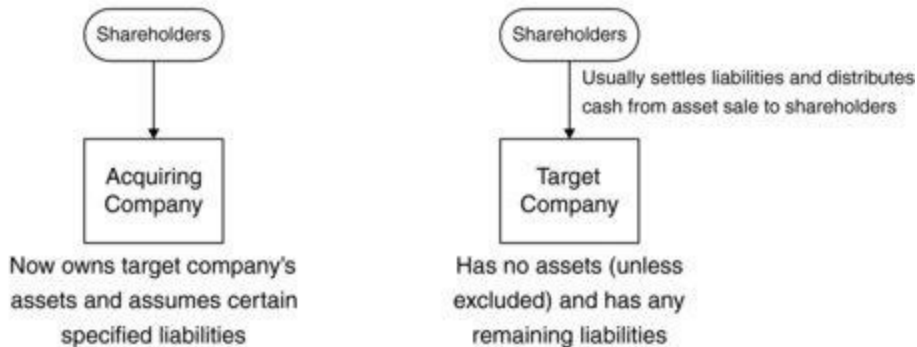 Shareholders
Acquiring
Company
Now owns target company's
assets and assumes certain
specified liabilities
Shareholders
Usually settles liabilities and distributes
cash from asset sale to shareholders
Target
Company
Has no assets (unless
excluded) and has any
remaining liabilities